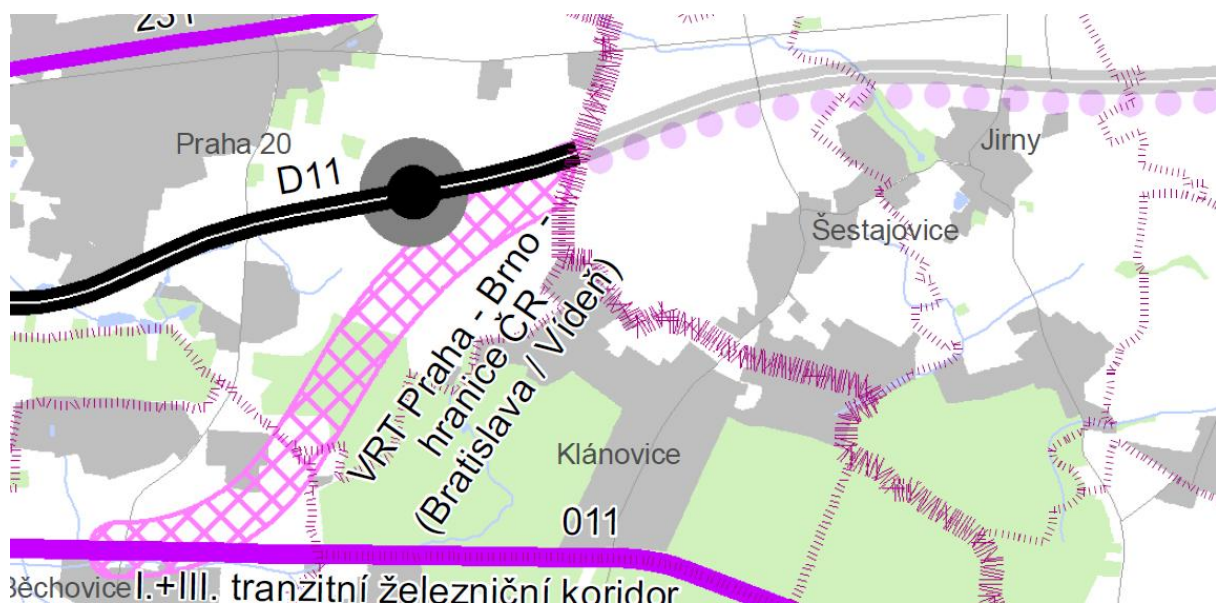 231
Praha 20
D11
Jirny
Šestajovice
VRT Praha - Brno -
hranice ČR
(Bratislava / Vídeň)
Klánovice
011
Běchovice
I.+III. tranzitní železniční koridor